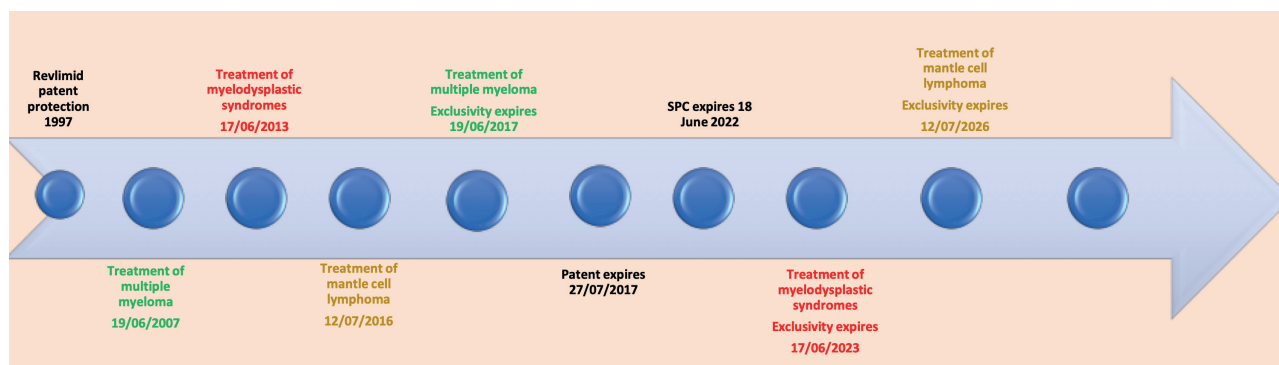 Revlimid
patent
protection
1997
Treatment of
multiple
myeloma
19/06/2007
Treatment of
myelodysplastic
syndromes
17/06/2013
Treatment of
mantle cell
lymphoma
12/07/2016
Treatment of
multiple myeloma
Exclusivity expires
19/06/2017
Patent expires
27/07/2017
SPC expires 18
June 2022
Treatment of
myelodysplastic
syndromes
Exclusivity expires
17/06/2023
Treatment of
mantle cell
lymphoma
Exclusivity expires
12/07/2026